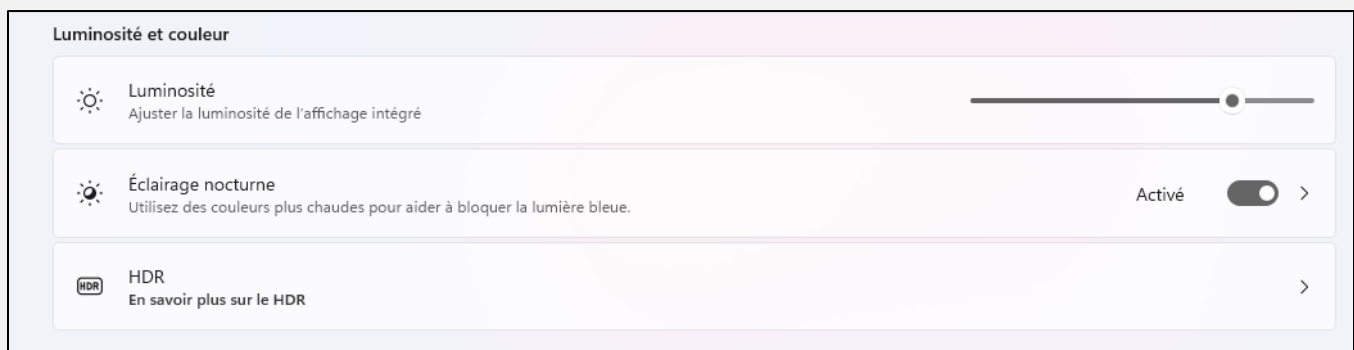 Luminosité et couleur
Luminosité
Ajuster la luminosité de l'affichage intégré
Éclairage nocturne
Activé
Utilisez des couleurs plus chaudes pour aider à bloquer la lumière bleue.
HDR
HDR
En savoir plus sur le HDR